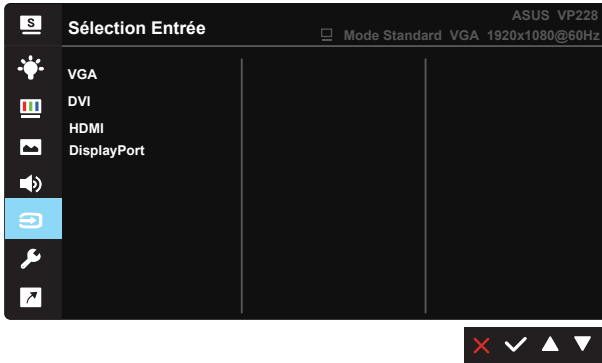 S
Sélection Entrée
ASUS VP228
Mode Standard VGA 1920x1080@60Hz
VGA
DVI
HDMI
DisplayPort